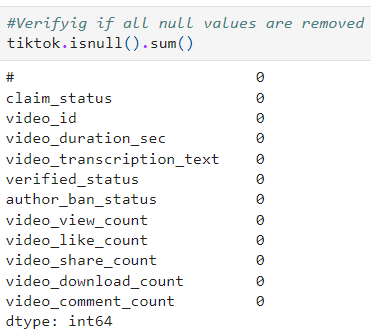 #Verifyig if all null values are removed
tiktok.isnull().sum()
# 0
claim_status 0
video_id 0
video_duration_sec 0
video_transcription_text 0
verified_status 0
author_ban_status 0
video_view_count 0
video_like_count 0
video_share_count 0
video_download_count 0
video_comment_count 0
dtype: int64